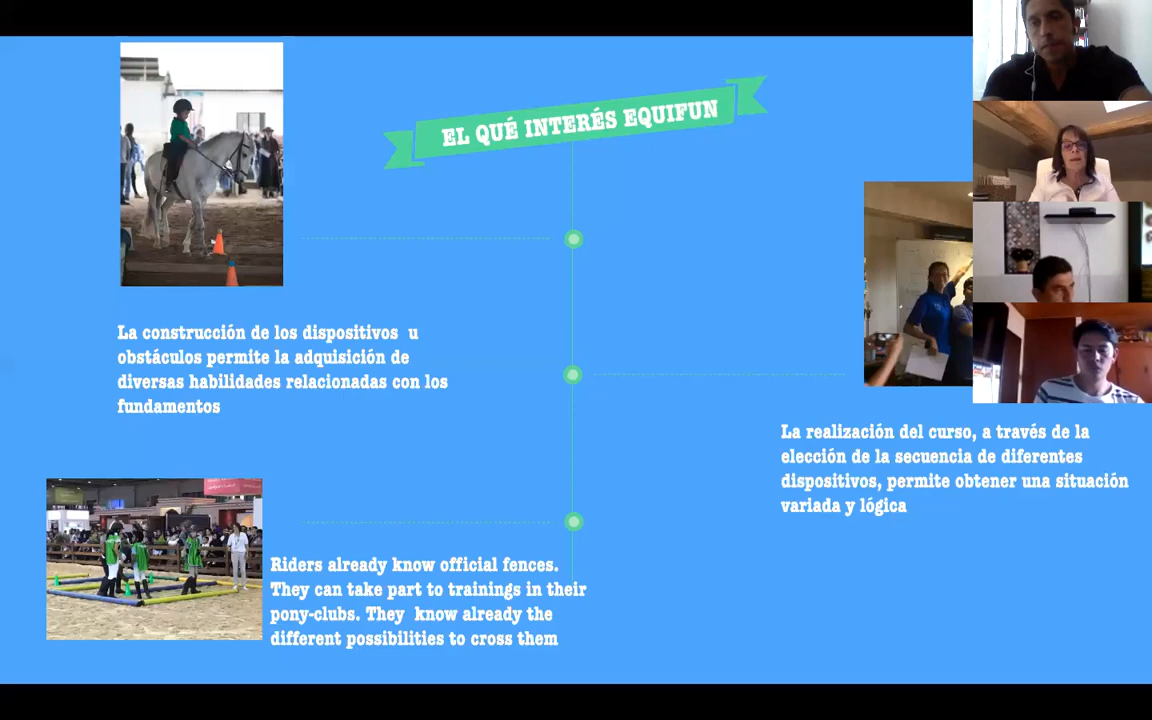 EL QUÉ INTERÉS EQUIFUN
La construcción de los dispositivos u
obstáculos permite la adquisición de
diversas habilidades relacionadas con los
fundamentos
La realización del curso, a través de la
elección de la secuencia de diferentes
dispositivos, permite obtener una situación
variada y lógica
Riders already know official fences.
They can take part to trainings in their
pony-clubs. They know already the
different possibilities to cross them